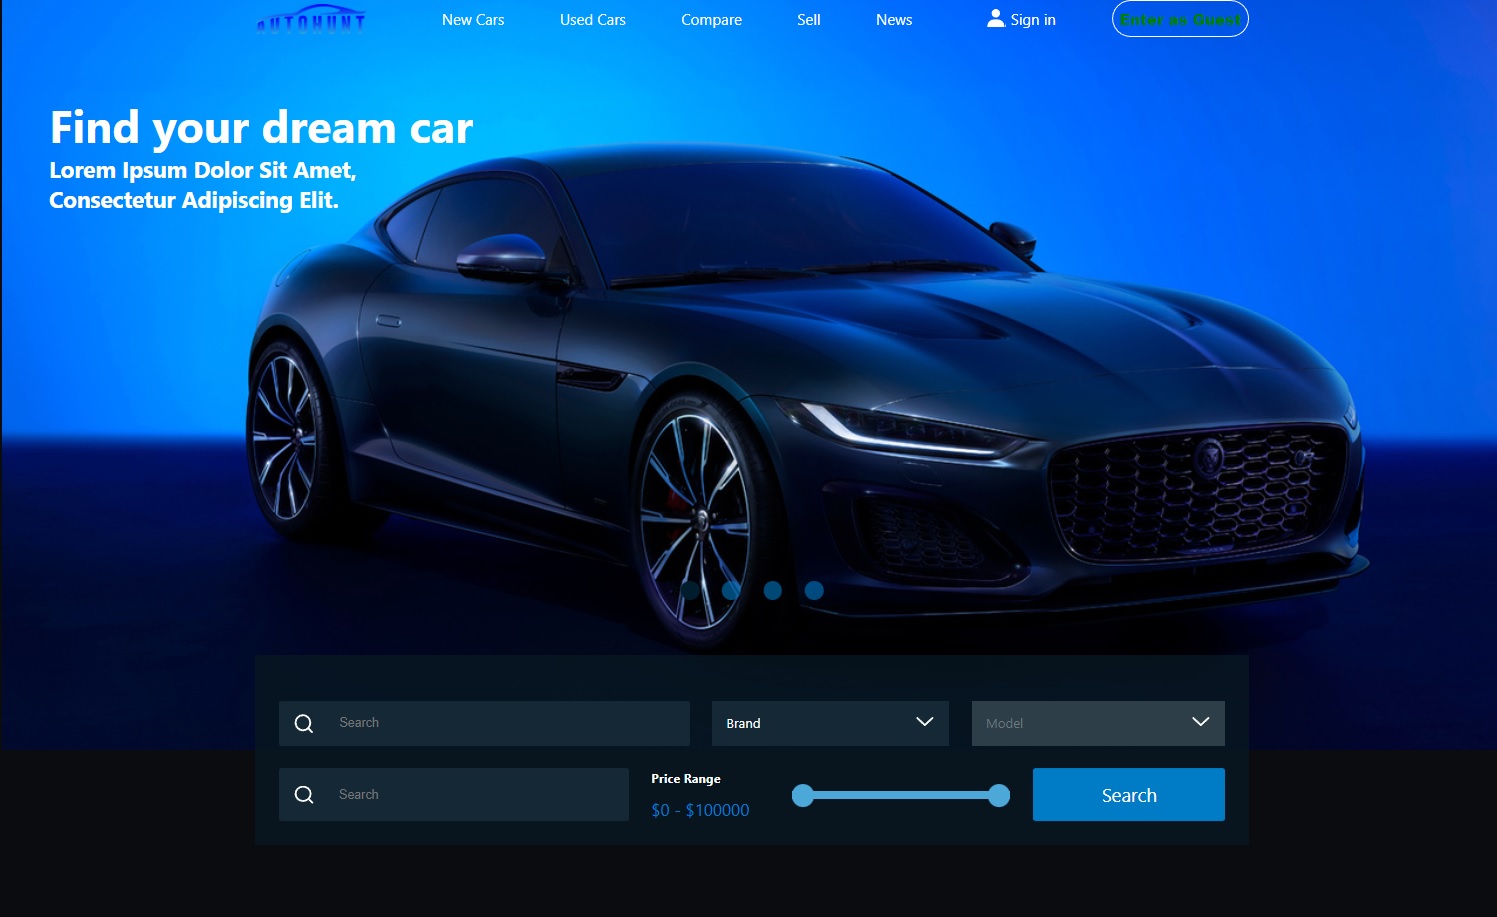 AUTOHUNT
New Cars
Used Cars
Compare
Sell
News
Sign in
Enter as Guest
Find your dream car
Lorem Ipsum Dolor Sit Amet,
Consectetur Adipiscing Elit.
Search
Brand
Model
Search
Price Range
$0 - $100000
Search